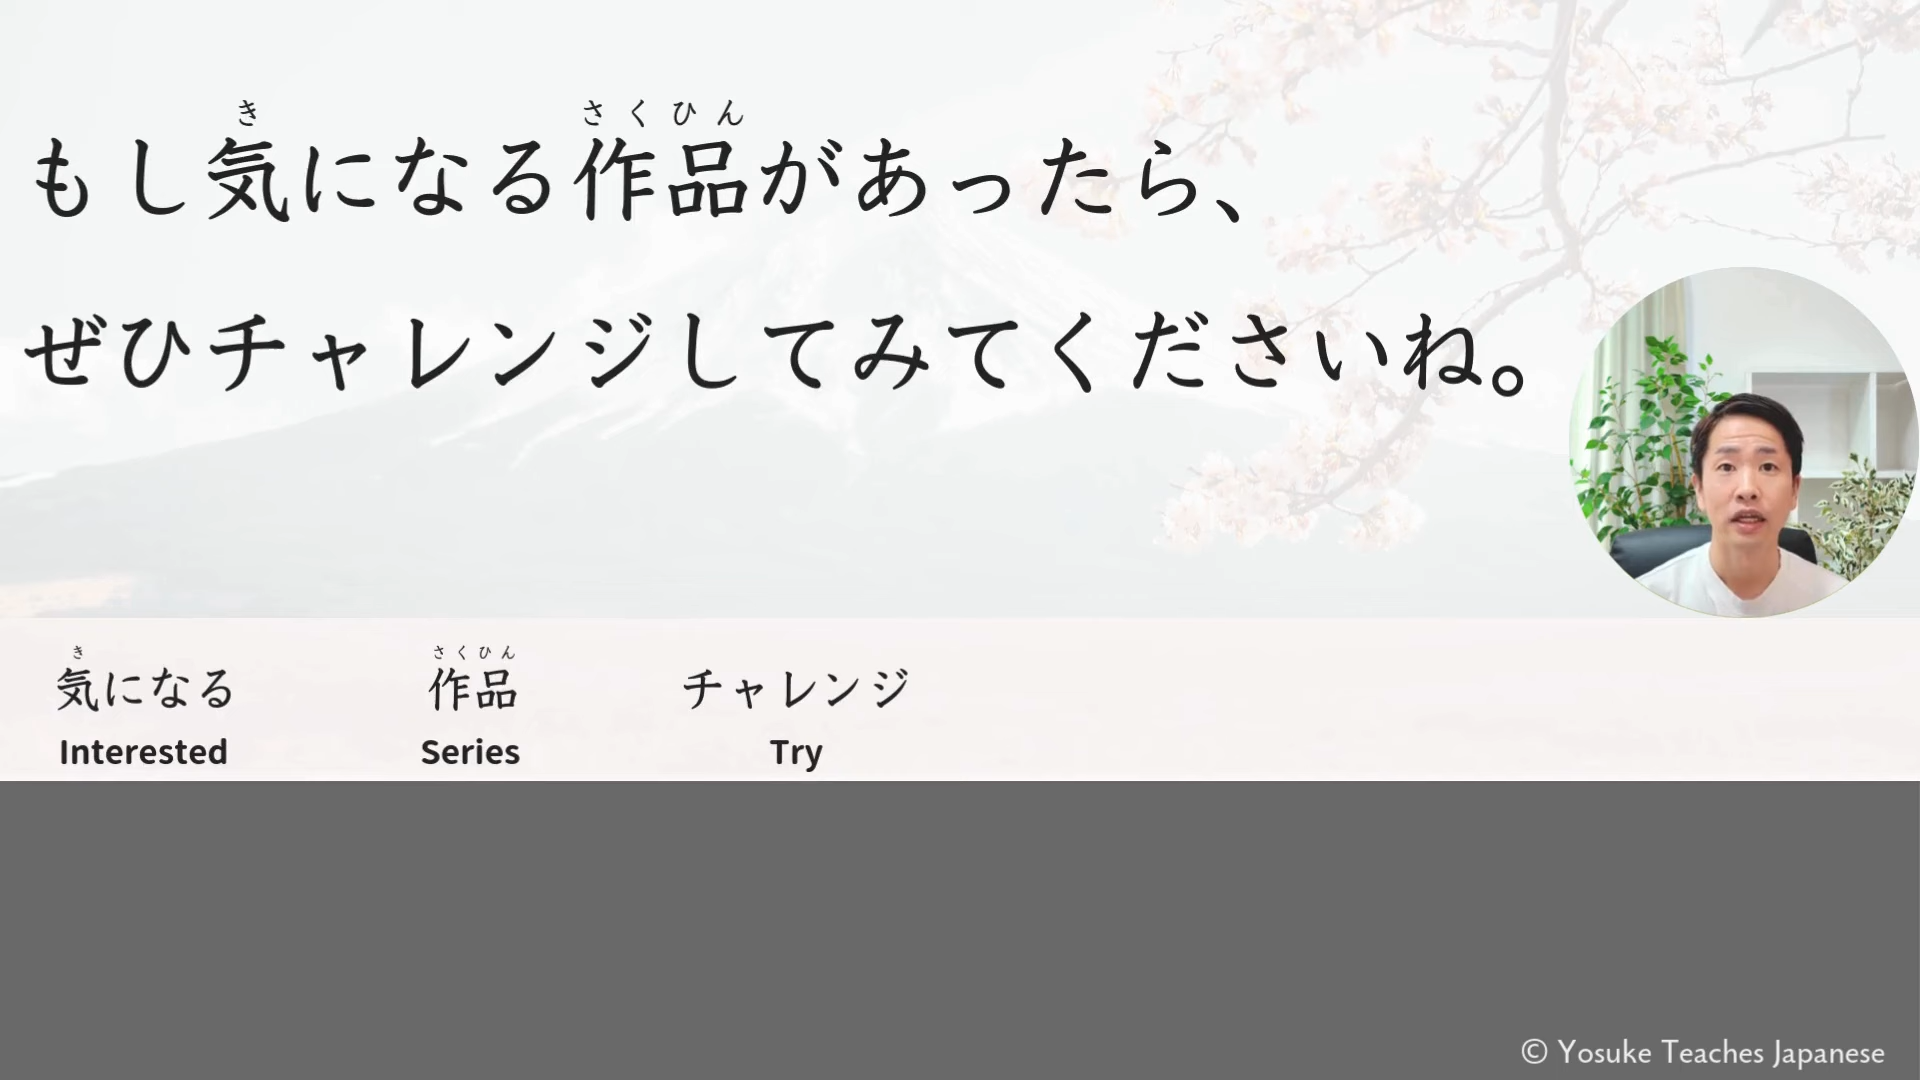 き さくひん
もし気になる作品があったら、
ぜひチャレンジしてみてくださいね。
き さくひん
気になる 作品 チャレンジ
Interested Series Try
© Yosuke Teaches Japanese